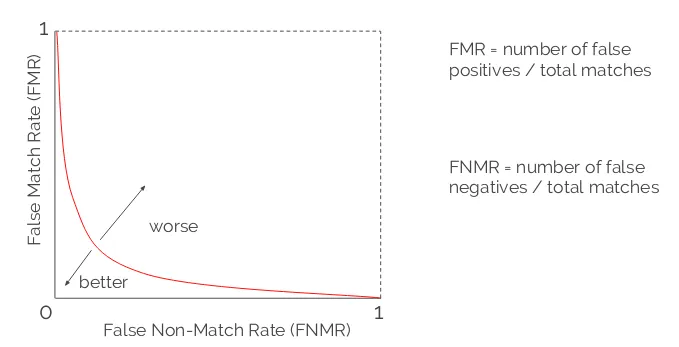 1
False Match Rate (FMR)
worse
better
0
1
False Non-Match Rate (FNMR)
FMR = number of false
positives / total matches
FNMR = number of false
negatives / total matches